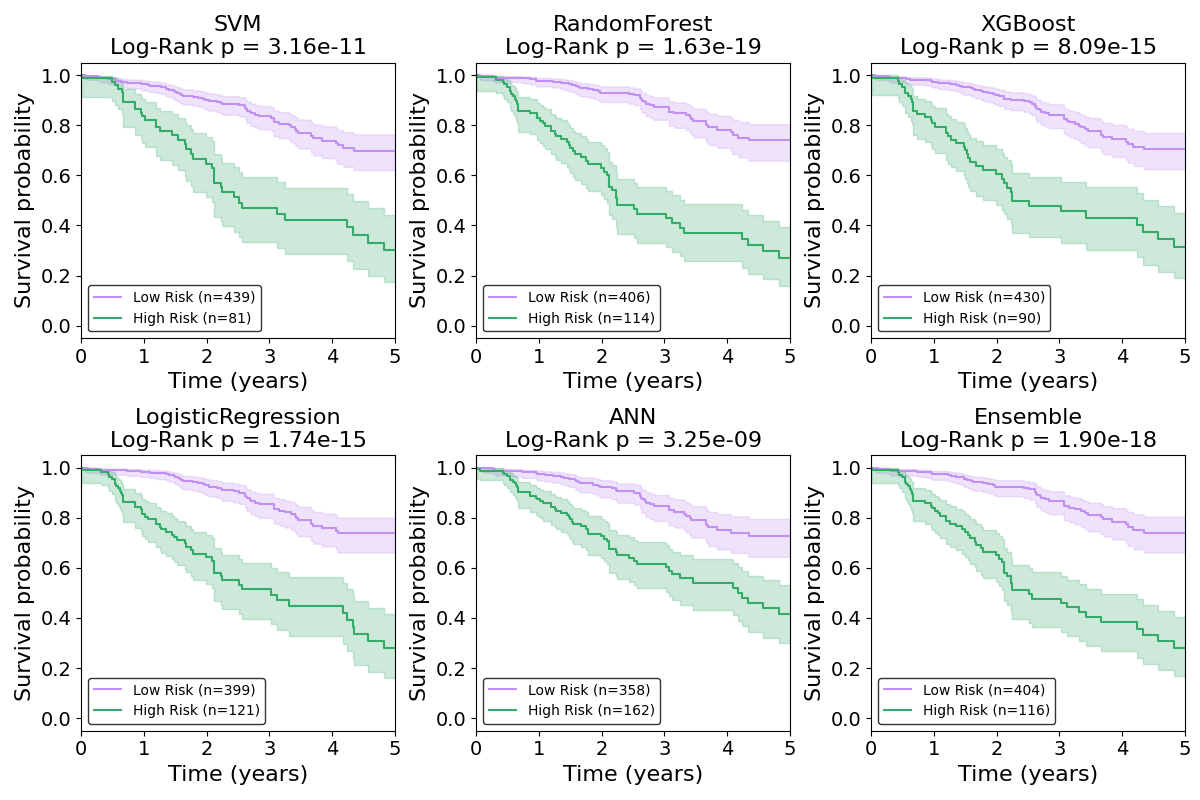 SVM
Log-Rank p = 3.16e-11
Survival probability
1.0
0.8
0.6
0.4
0.2
0.0
Low Risk (n=439)
High Risk (n=81)
0 1 2 3 4 5
Time (years)
RandomForest
Log-Rank p = 1.63e-19
Survival probability
1.0
0.8
0.6
0.4
0.2
0.0
Low Risk (n=406)
High Risk (n=114)
0 1 2 3 4 5
Time (years)
XGBoost
Log-Rank p = 8.09e-15
Survival probability
1.0
0.8
0.6
0.4
0.2
0.0
Low Risk (n=430)
High Risk (n=90)
0 1 2 3 4 5
Time (years)
LogisticRegression
Log-Rank p = 1.74e-15
Survival probability
1.0
0.8
0.6
0.4
0.2
0.0
Low Risk (n=399)
High Risk (n=121)
0 1 2 3 4 5
Time (years)
ANN
Log-Rank p = 3.25e-09
Survival probability
1.0
0.8
0.6
0.4
0.2
0.0
Low Risk (n=358)
High Risk (n=162)
0 1 2 3 4 5
Time (years)
Ensemble
Log-Rank p = 1.90e-18
Survival probability
1.0
0.8
0.6
0.4
0.2
0.0
Low Risk (n=404)
High Risk (n=116)
0 1 2 3 4 5
Time (years)